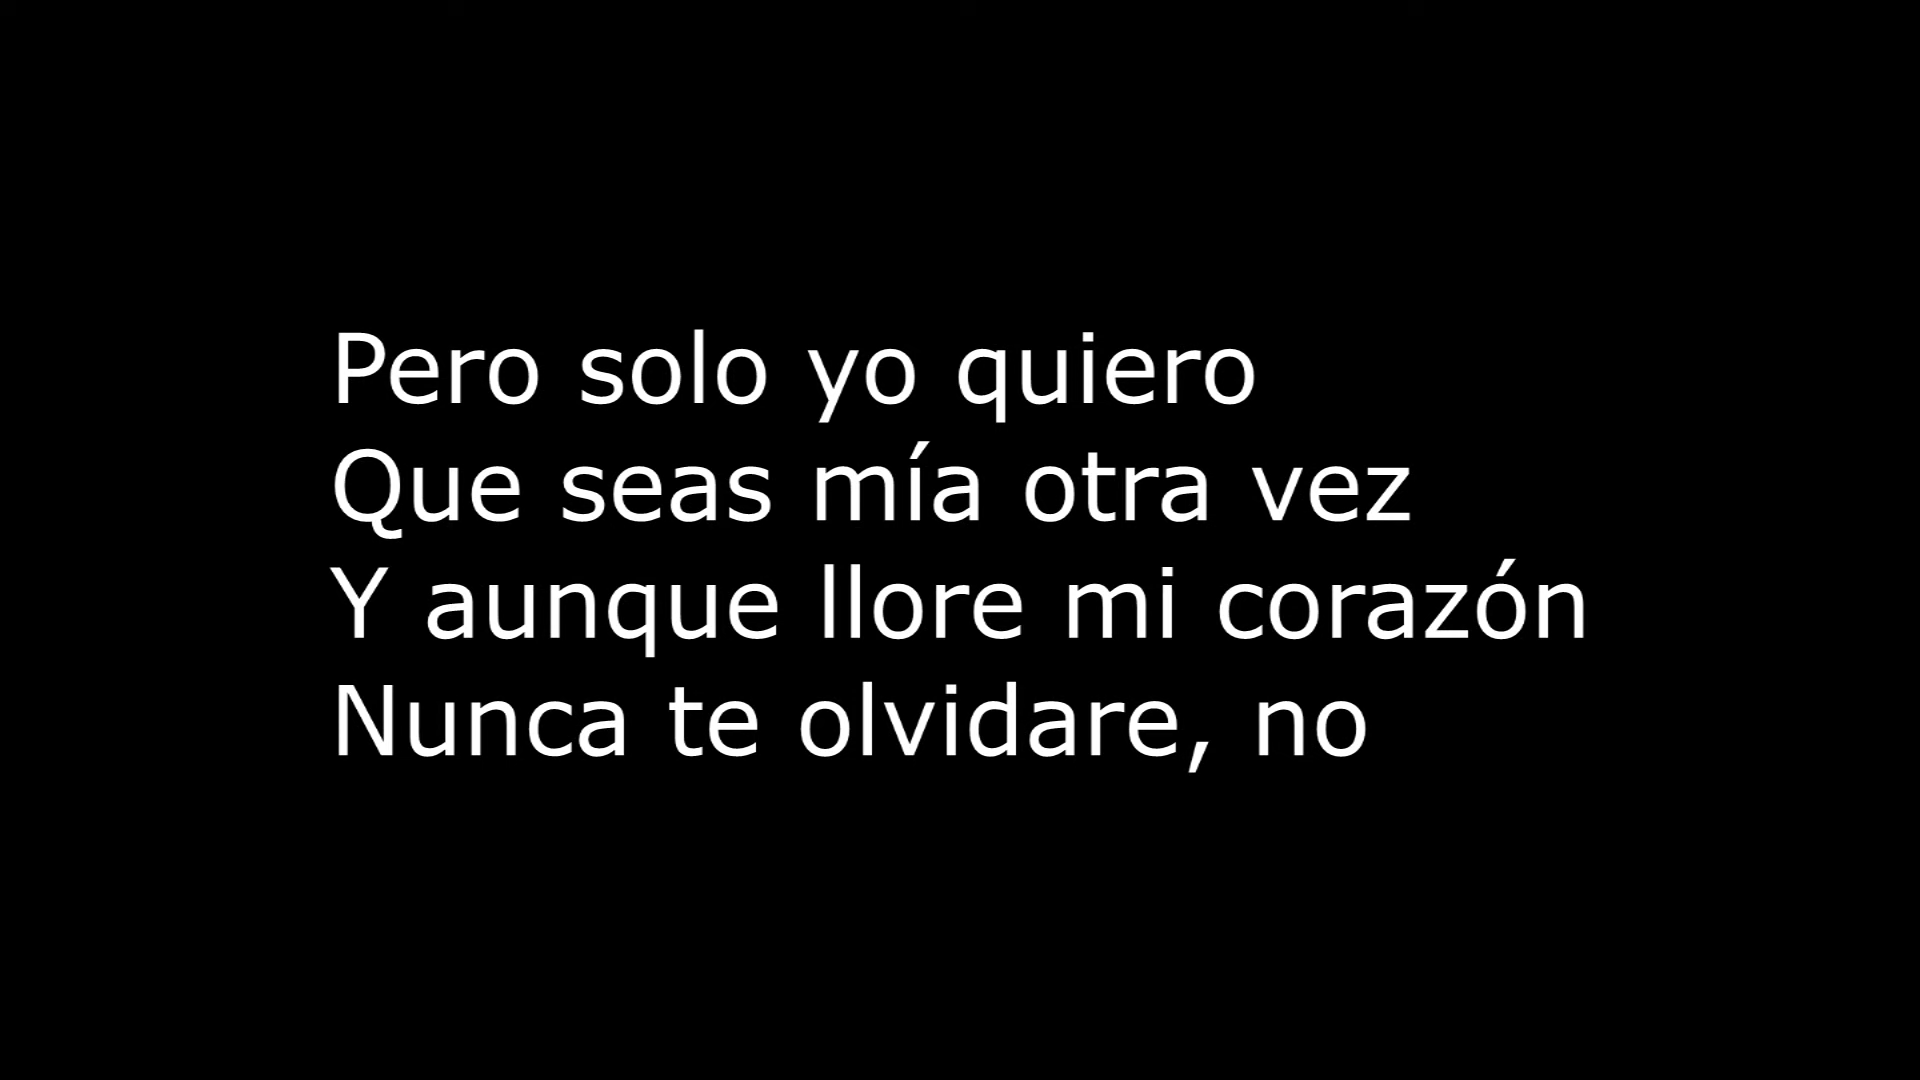 Pero solo yo quiero
Que seas mía otra vez
Y aunque llore mi corazón
Nunca te olvidare, no